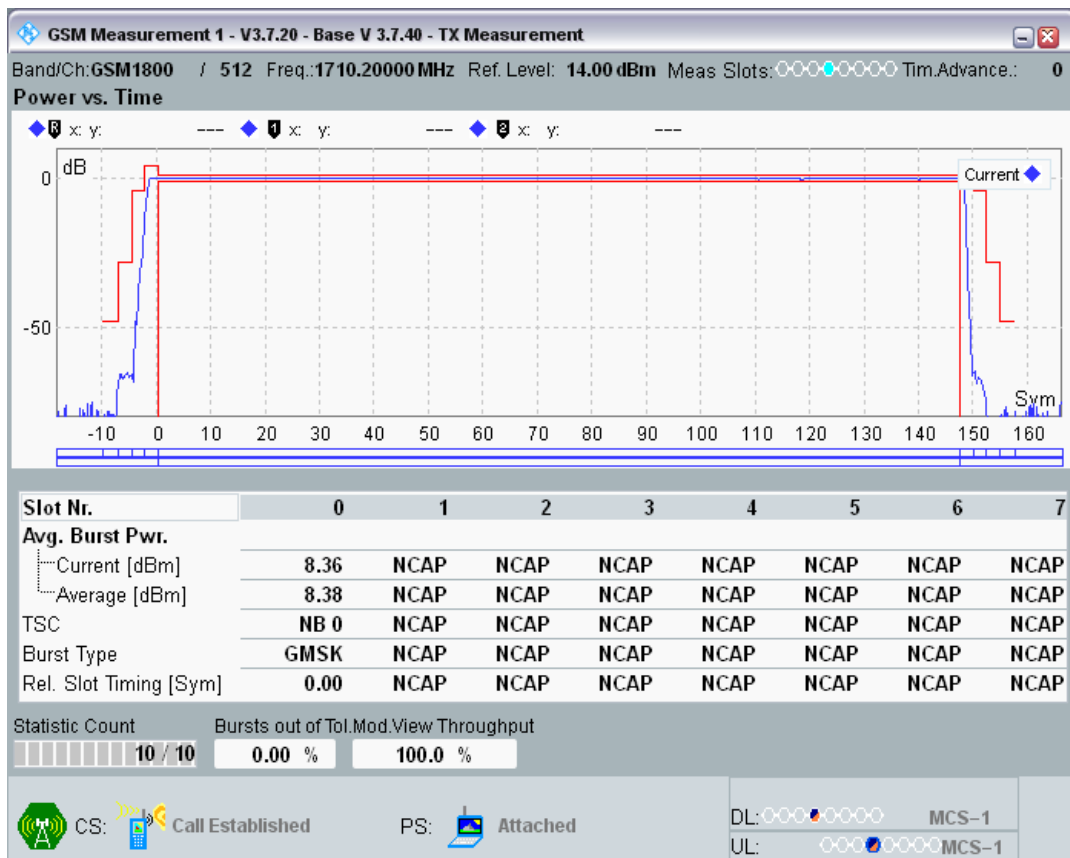 GSM Measurement 1 - V3.7.20 - Base V 3.7.40 - TX Measurement
Band/Ch:GSM1800 / 512 Freq.:1710.20000 MHz Ref. Level: 14.00 dBm Meas Slots: Tim.Advance.: 0
Power vs. Time
R x: y: --- 1 x: y: --- 2 x: y: ---
dB
Current
0
-50
Sym
-10 0 10 20 30 40 50 60 70 80 90 100 110 120 130 140 150 160
Slot Nr. 0 1 2 3 4 5 6 7
Avg. Burst Pwr.
Current [dBm] 8.36 NCAP NCAP NCAP NCAP NCAP NCAP NCAP
Average [dBm] 8.38 NCAP NCAP NCAP NCAP NCAP NCAP NCAP
TSC NB 0 NCAP NCAP NCAP NCAP NCAP NCAP NCAP
Burst Type GMSK NCAP NCAP NCAP NCAP NCAP NCAP NCAP
Rel. Slot Timing [Sym] 0.00 NCAP NCAP NCAP NCAP NCAP NCAP NCAP
Statistic Count Bursts out of Tol.Mod.View Throughput
10 / 10 0.00 % 100.0 %
CS: Call Established PS: Attached
DL: MCS-1
UL: MCS-1